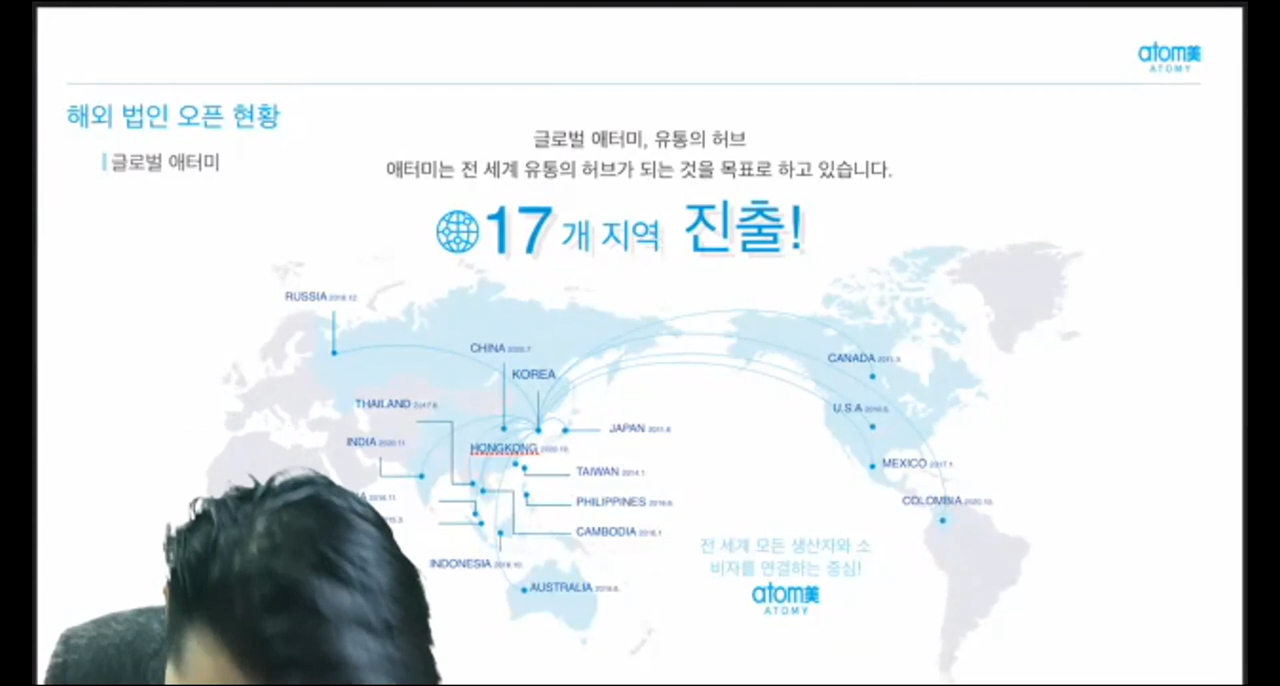 atom美
ATOMY
해외 법인 오픈 현황
글로벌 애터미
글로벌 애터미, 유통의 허브
애터미는 전 세계 유통의 허브가 되는 것을 목표로 하고 있습니다.
17개 지역 진출!
RUSSIA
CHINA
KOREA
CANADA
THAILAND
U.S.A
JAPAN
INDIA
HONGKONG
MEXICO
TAIWAN
PHILIPPINES
COLOMBIA
CAMBODIA
INDONESIA
AUSTRALIA
전 세계 모든 생산자와 소
비자를 연결하는 중심!
atom美
ATOMY